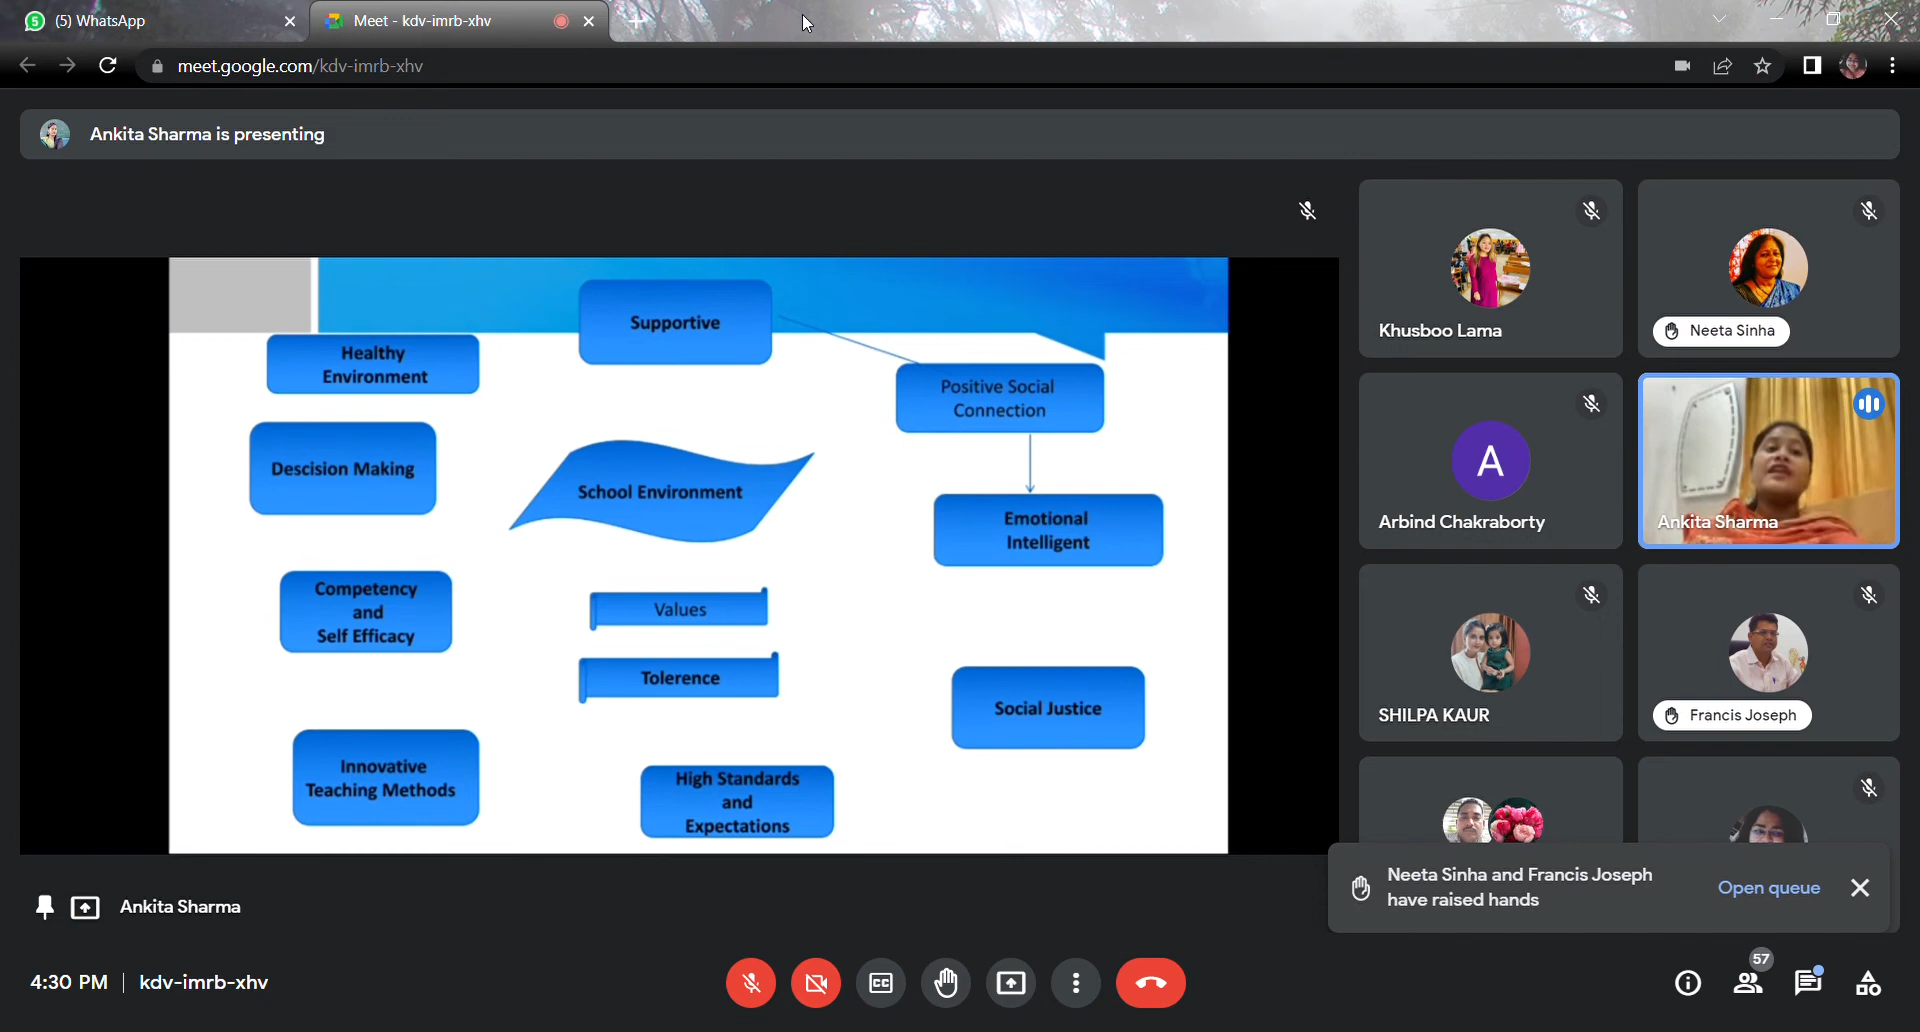 5
(5) WhatsApp
Meet - kdv-imrb-xhv
meet.google.com/kdv-imrb-xhv
Ankita Sharma is presenting
Supportive
Healthy
Environment
Positive Social
Connection
Descision Making
School Environment
Emotional
Intelligent
Competency
and
Self Efficacy
Values
Tolerence
Social Justice
Innovative
Teaching Methods
High Standards
and
Expectations
Khusboo Lama
Neeta Sinha
A
Arbind Chakraborty
Ankita Sharma
SHILPA KAUR
Francis Joseph
Neeta Sinha and Francis Joseph
have raised hands
Open queue
Ankita Sharma
4:30 PM | kdv-imrb-xhv
CC
57